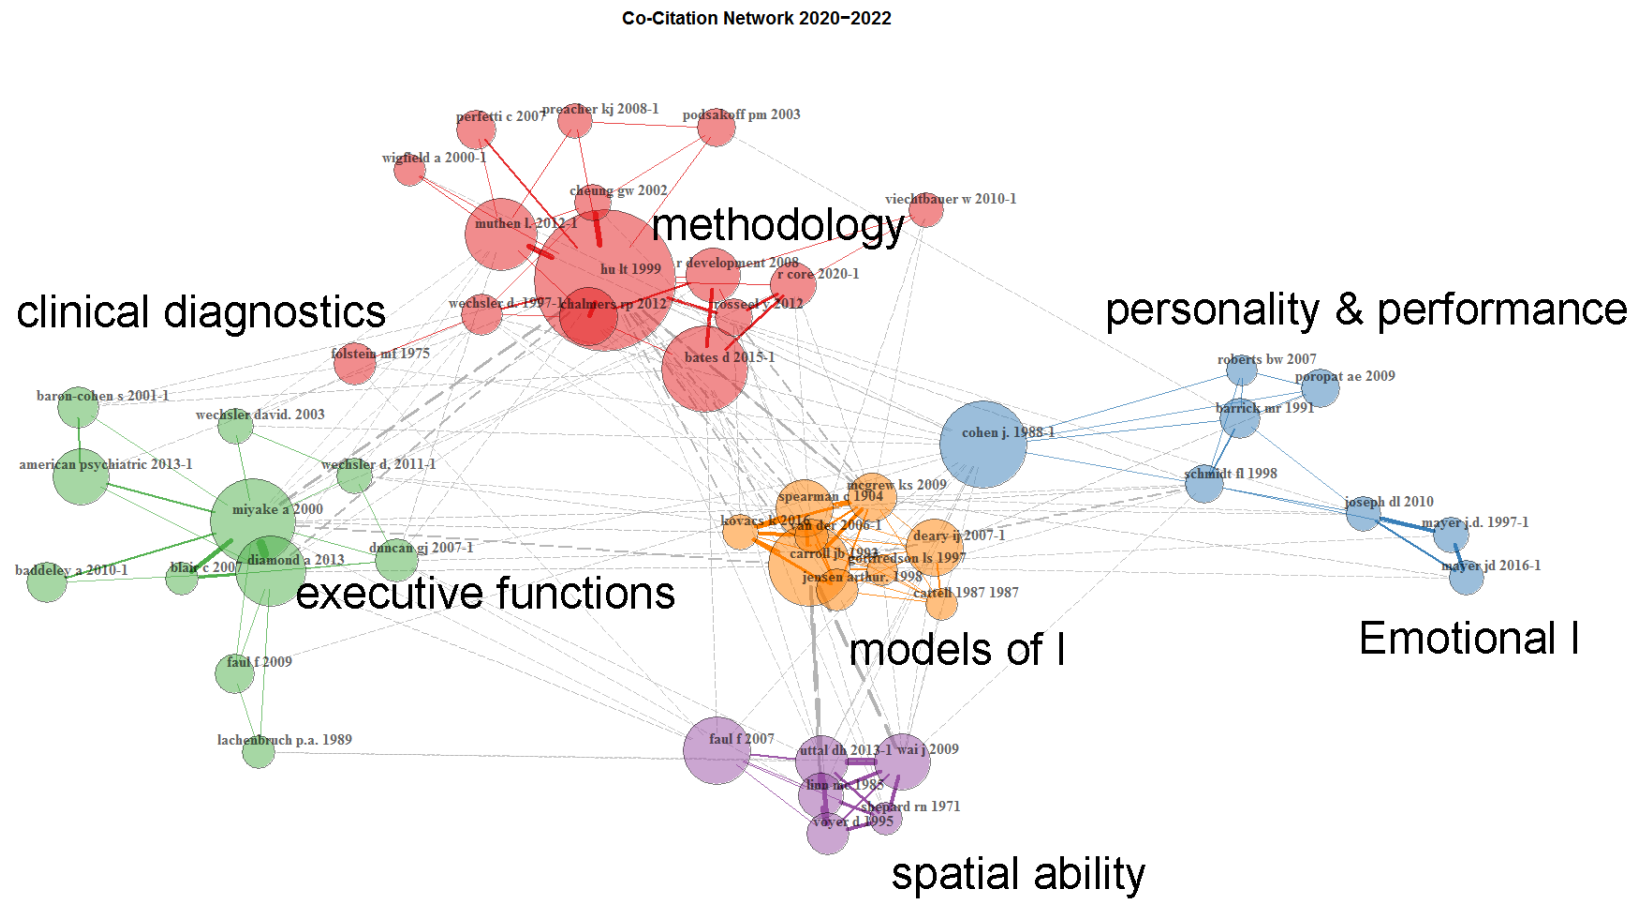 Co-Citation Network 2020−2022
preacher kj 2008-1
perfetti c 2007
podsakoff pm 2003
wigfield a 2000-1
cheung gw 2002
viechtbauer w 2010-1
muthen l. 2012-1
methodology
r development 2008
hu lt 1999
r core 2020-1
wechsler d. 1997-1
chalmers rp 2012
rosseel y 2012
clinical diagnostics
personality & performance
folstein mf 1975
bates d 2015-1
roberts bw 2007
poropat ae 2009
baron-cohen s 2001-1
wechsler david. 2003
barrick mr 1991
cohen j. 1988-1
american psychiatric 2013-1
wechsler d, 2011-1
schmidt fl 1998
mcgrew ks 2009
spearman c 1904
joseph dl 2010
miyake a 2000
kovacs k 2016
van der 2006-1
mayer j.d. 1997-1
deary ij 2007-1
duncan gj 2007-1
carroll jb 1993
gottfredson ls 1997
diamond a 2013
blair c 2007
baddeley a 2010-1
mayer jd 2016-1
jensen arthur. 1998
cattell 1987 1987
executive functions
models of I
Emotional I
faul f 2009
lachenbruch p.a. 1989
faul f 2007
uttal dh 2013-1
wai j 2009
linn mc 1985
shepard rn 1971
voyer d 1995
spatial ability